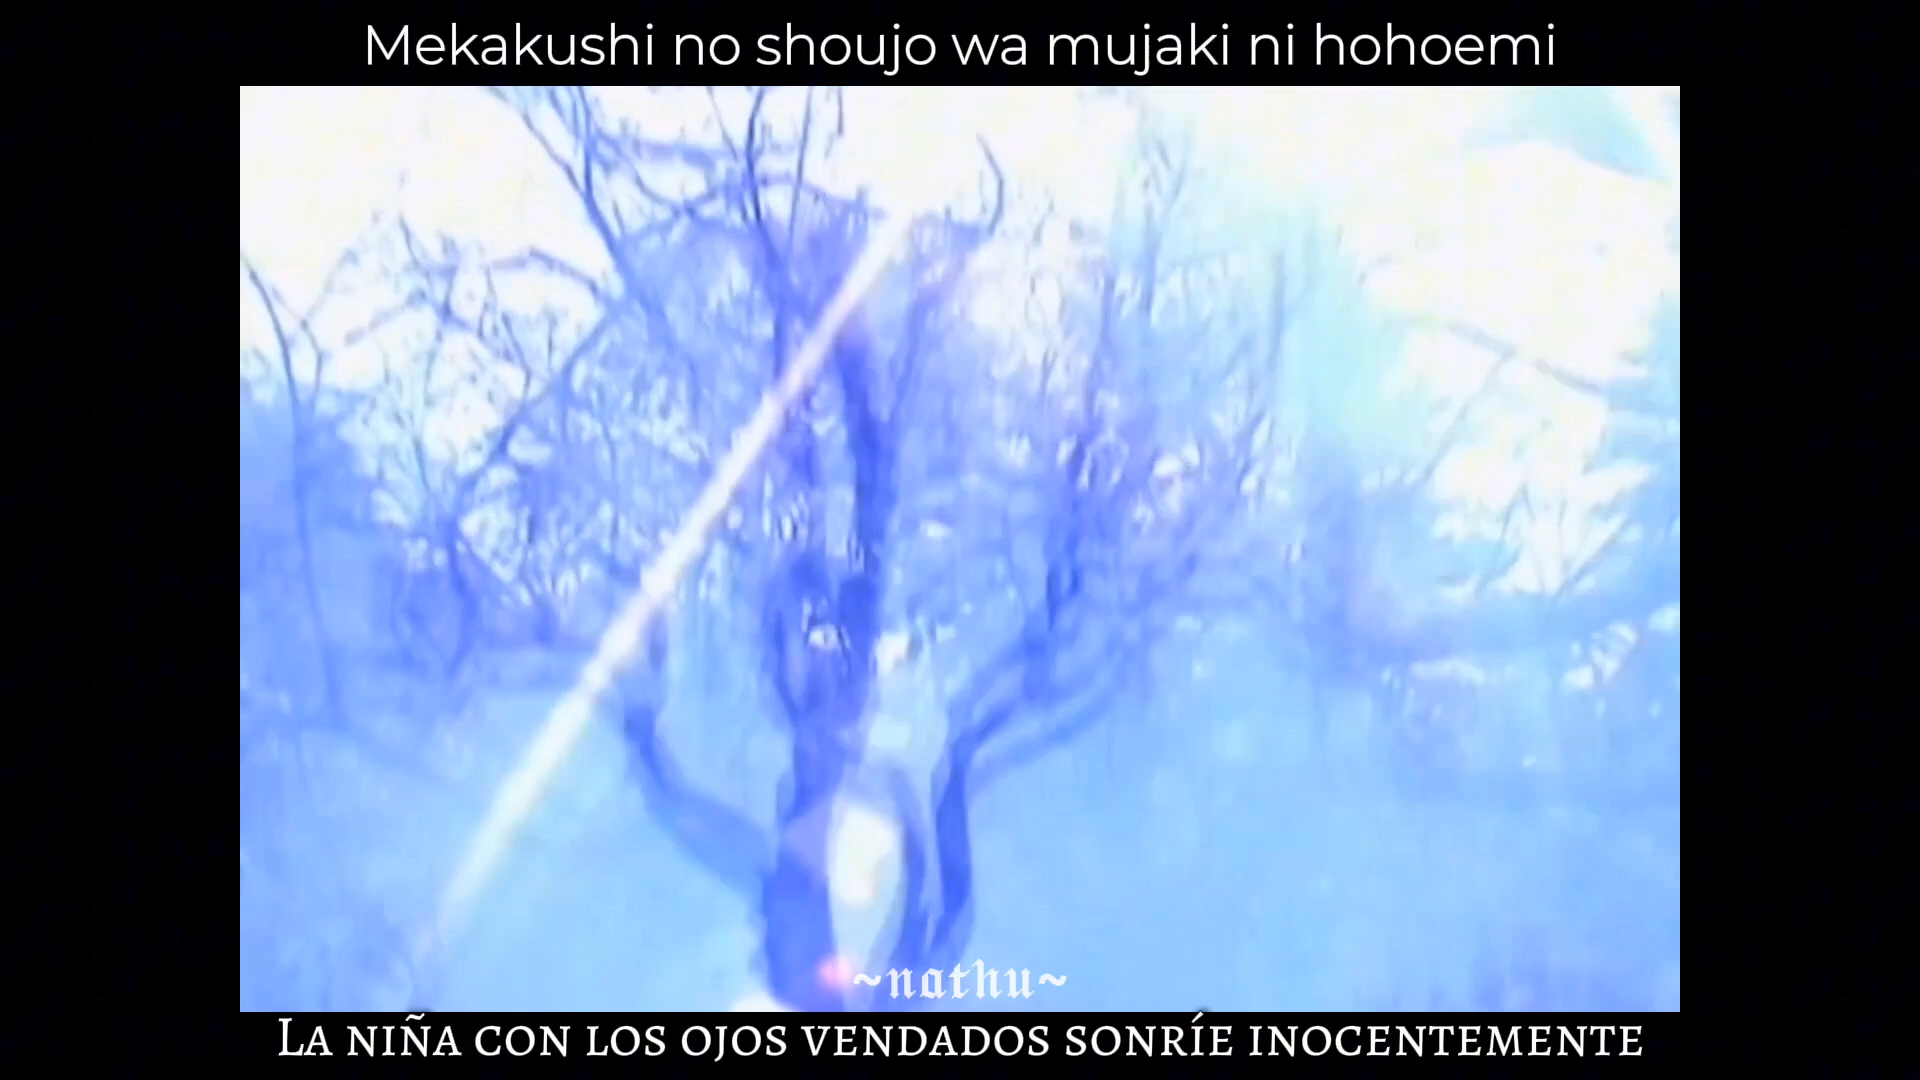 Mekakushi no shoujo wa mujaki ni hohoemi
~nathu~
La niña con los ojos vendados sonríe inocentemente